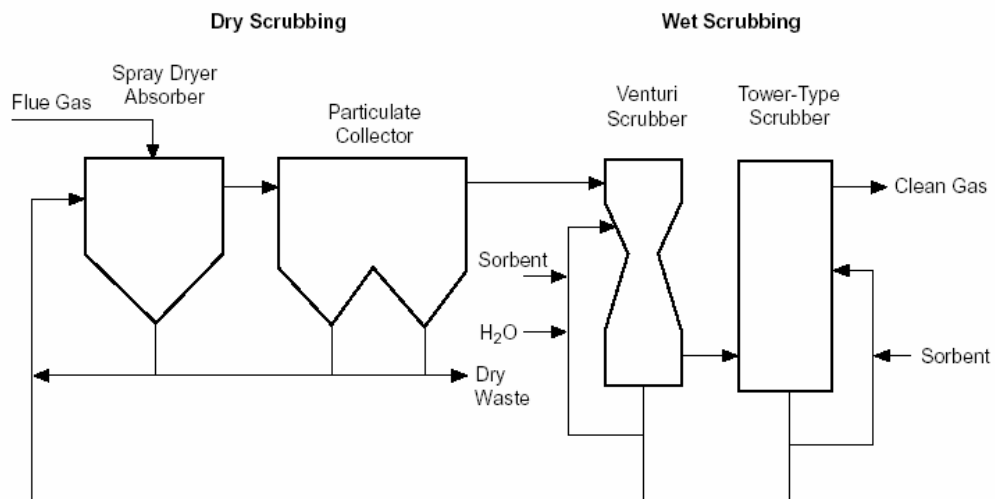 Dry Scrubbing
Wet Scrubbing
Spray Dryer
Absorber
Flue Gas
Particulate
Collector
Venturi
Scrubber
Tower-Type
Scrubber
Clean Gas
Sorbent
H₂O
Sorbent
Dry
Waste